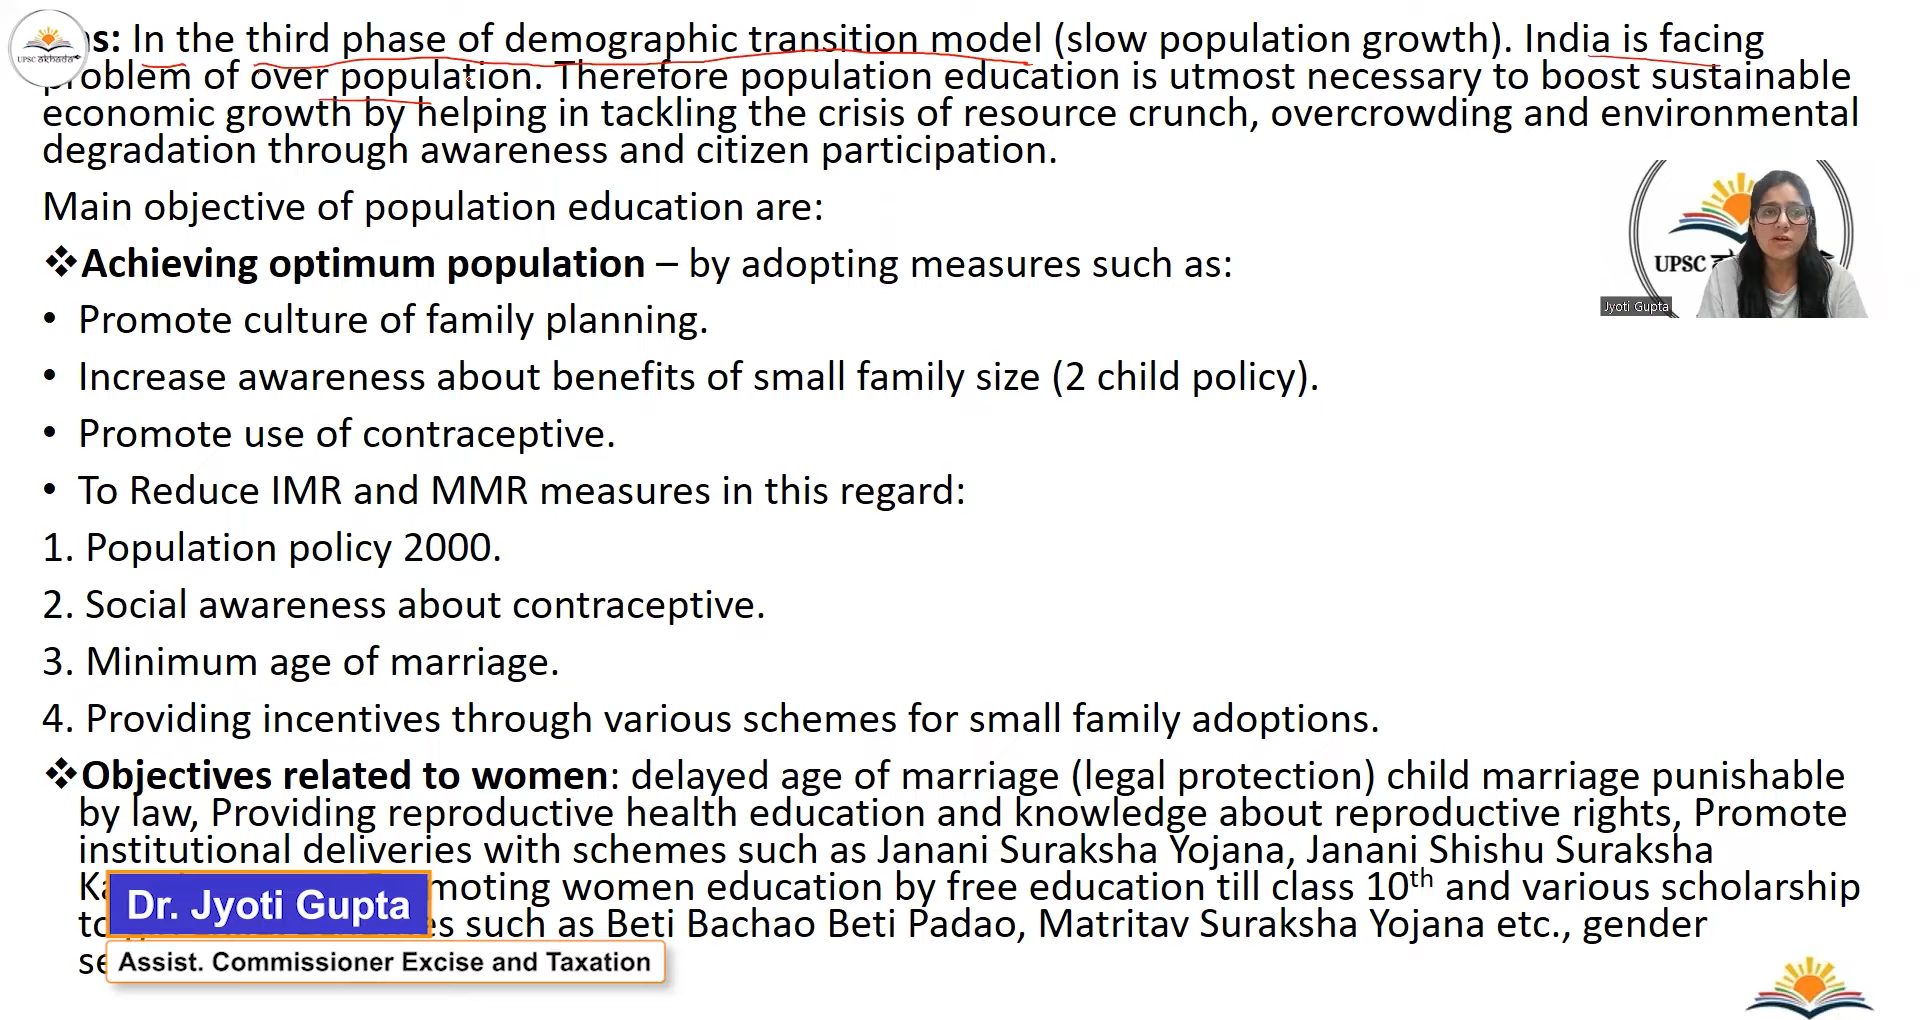 UPSC अखाड़ा
ns: In the third phase of demographic transition model (slow population growth). India is facing
problem of over population. Therefore population education is utmost necessary to boost sustainable
economic growth by helping in tackling the crisis of resource crunch, overcrowding and environmental
degradation through awareness and citizen participation.
Main objective of population education are:
❖Achieving optimum population – by adopting measures such as:
• Promote culture of family planning.
• Increase awareness about benefits of small family size (2 child policy).
• Promote use of contraceptive.
• To Reduce IMR and MMR measures in this regard:
1. Population policy 2000.
2. Social awareness about contraceptive.
3. Minimum age of marriage.
4. Providing incentives through various schemes for small family adoptions.
❖Objectives related to women: delayed age of marriage (legal protection) child marriage punishable
by law, Providing reproductive health education and knowledge about reproductive rights, Promote
institutional deliveries with schemes such as Janani Suraksha Yojana, Janani Shishu Suraksha
moting women education by free education till class 10th and various scholarship
such as Beti Bachao Beti Padao, Matritav Suraksha Yojana etc., gender
UPSC
Jyoti Gupta
Dr. Jyoti Gupta
Assist. Commissioner Excise and Taxation